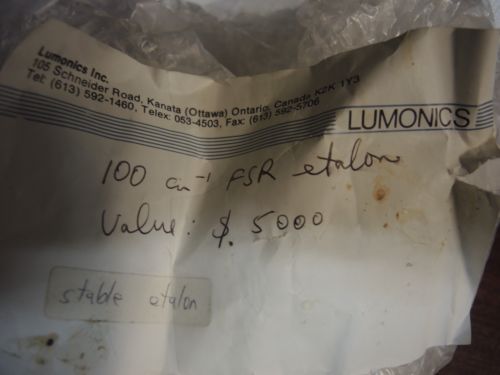 Lumonics Inc.
105 Schneider Road, Kanata (Ottawa) Ontario, Canada K2K 1Y3
Tel: (613) 592-1460, Telex: 053-4503, Fax: (613) 592-5706
LUMONICS
100 cm⁻¹ FSR etalon
Value: $. 5000
stable etalon